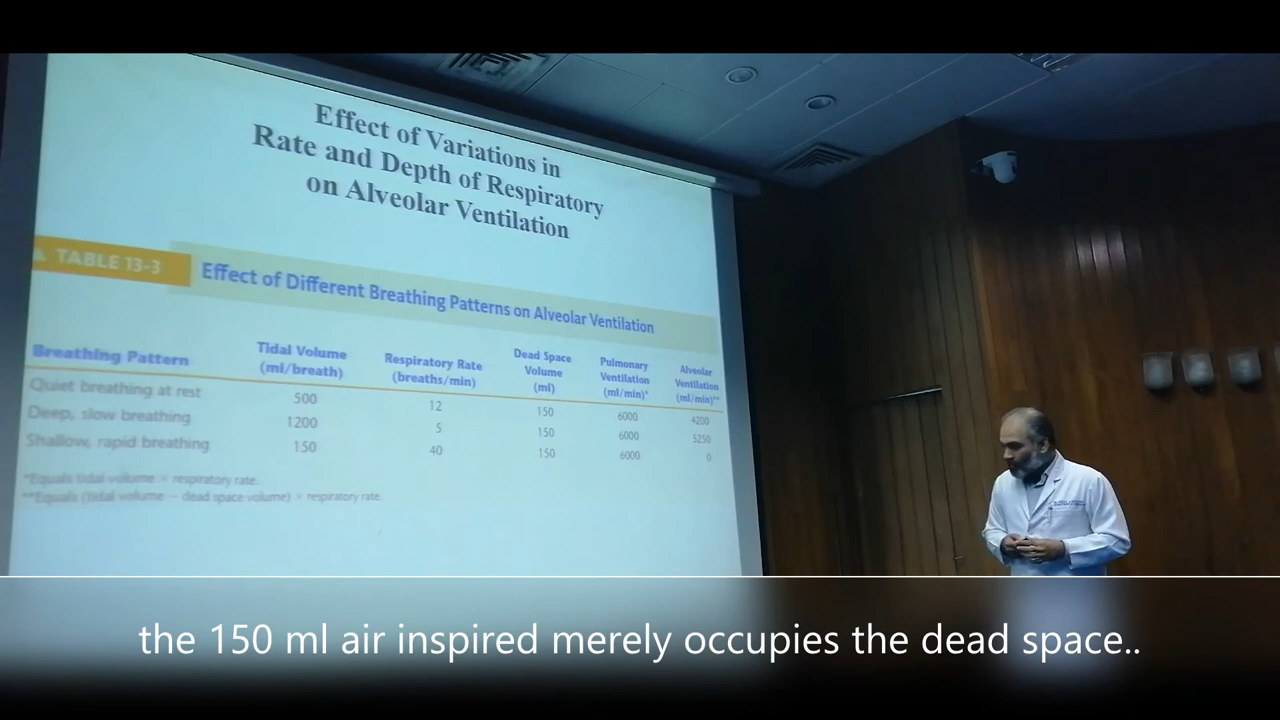 Effect of Variations in
Rate and Depth of Respiratory
on Alveolar Ventilation
TABLE 13-3
Effect of Different Breathing Patterns on Alveolar Ventilation
Breathing Pattern
Tidal Volume
(ml/breath)
Respiratory Rate
(breaths/min)
Dead Space
Volume
(ml)
Pulmonary
Ventilation
(ml/min)*
Alveolar
Ventilation
(ml/min)**
Quiet breathing at rest 500 12 150 6000 4200
Deep, slow breathing 1200 5 150 6000 5250
Shallow, rapid breathing 150 40 150 6000 0
*Equals tidal volume × respiratory rate.
**Equals (tidal volume − dead space volume) × respiratory rate.
the 150 ml air inspired merely occupies the dead space..